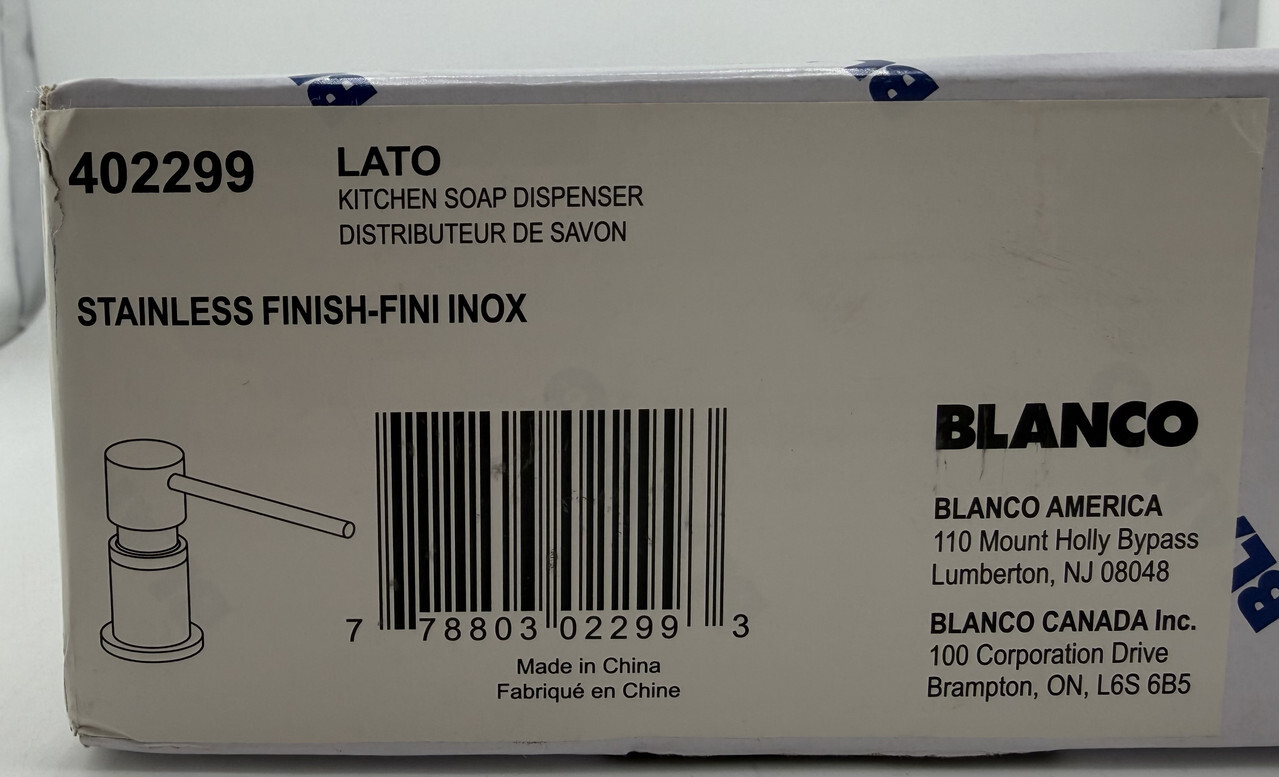 402299
LATO
KITCHEN SOAP DISPENSER
DISTRIBUTEUR DE SAVON
STAINLESS FINISH-FINI INOX
7 78803 02299 3
Made in China
Fabriqué en Chine
BLANCO
BLANCO AMERICA
110 Mount Holly Bypass
Lumberton, NJ 08048
BLANCO CANADA Inc.
100 Corporation Drive
Brampton, ON, L6S 6B5